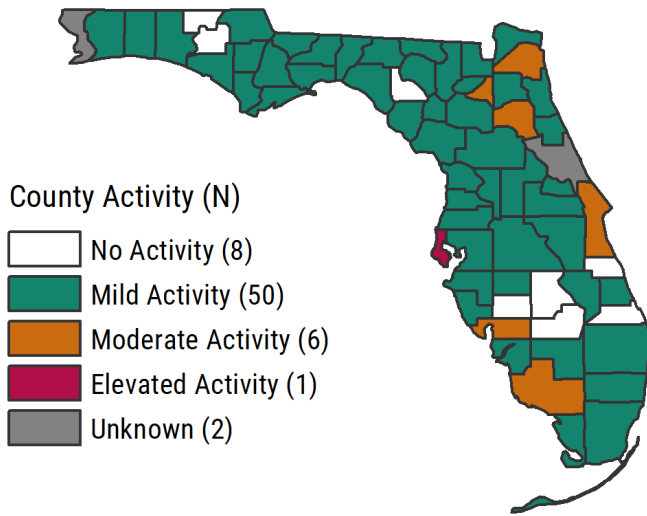 County Activity (N)
No Activity (8)
Mild Activity (50)
Moderate Activity (6)
Elevated Activity (1)
Unknown (2)